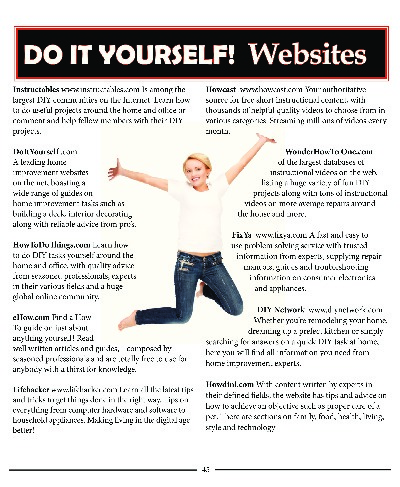 DO IT YOURSELF! Websites
Instructables www.instructables.com Is among the
largest DIY communities on the Internet. Learn how
to do useful projects around the home and office or
comment and help fellow members with their DIY
projects.
DoItYourself.com
A leading home
improvement websites
on the net, boasting a
wide range of guides on
home improvement tasks such as
building a deck, interior decorating
along with reliable advice from pro's.
HowToDoThings.com Learn how
to do DIY tasks yourself around the
home and office, with quality advice
from seasoned professionals, experts
in their various fields and a huge
global online community.
eHow.com Find a How
To guide on just about
anything yourself! Read
well written articles and guides, composed by
seasoned professionals and are totally free to use for
anybody with a thirst for knowledge.
Lifehacker www.lifehacker.com Learn all the latest tips
and tricks to get things done in the right way. Tips on
everything from computer hardware and software to
household appliances. Making living in the digital age
better!
Howcast www.howcast.com Your authoritative
source for free short instructional content, with
thousands of helpful quality videos to choose from in
various categories. Streaming millions of videos every
month.
WonderHowTo One.com
of the largest databases of
instructional videos on the web,
listing a huge variety of fun DIY
projects along with tons of instructional
videos on more average repairs around
the house and more.
FixYa www.fixya.com A fast and easy to
use problem solving service with trusted
information from experts, supplying repair
manuals, guides and troubleshooting
information on consumer electronics
and appliances.
DIY Network www.diynetwork.com
Whether you're remodeling your home,
dreaming up a prefect kitchen or simply
searching for answers on a quick DIY task at home,
here you will find all information you need from
home improvement experts.
Howdini.com With content written by experts in
their defined fields, the website has tips and advice on
how to achieve an objective such as proper care of a
pet. There are sections on family, food, health, living,
style and technology
45